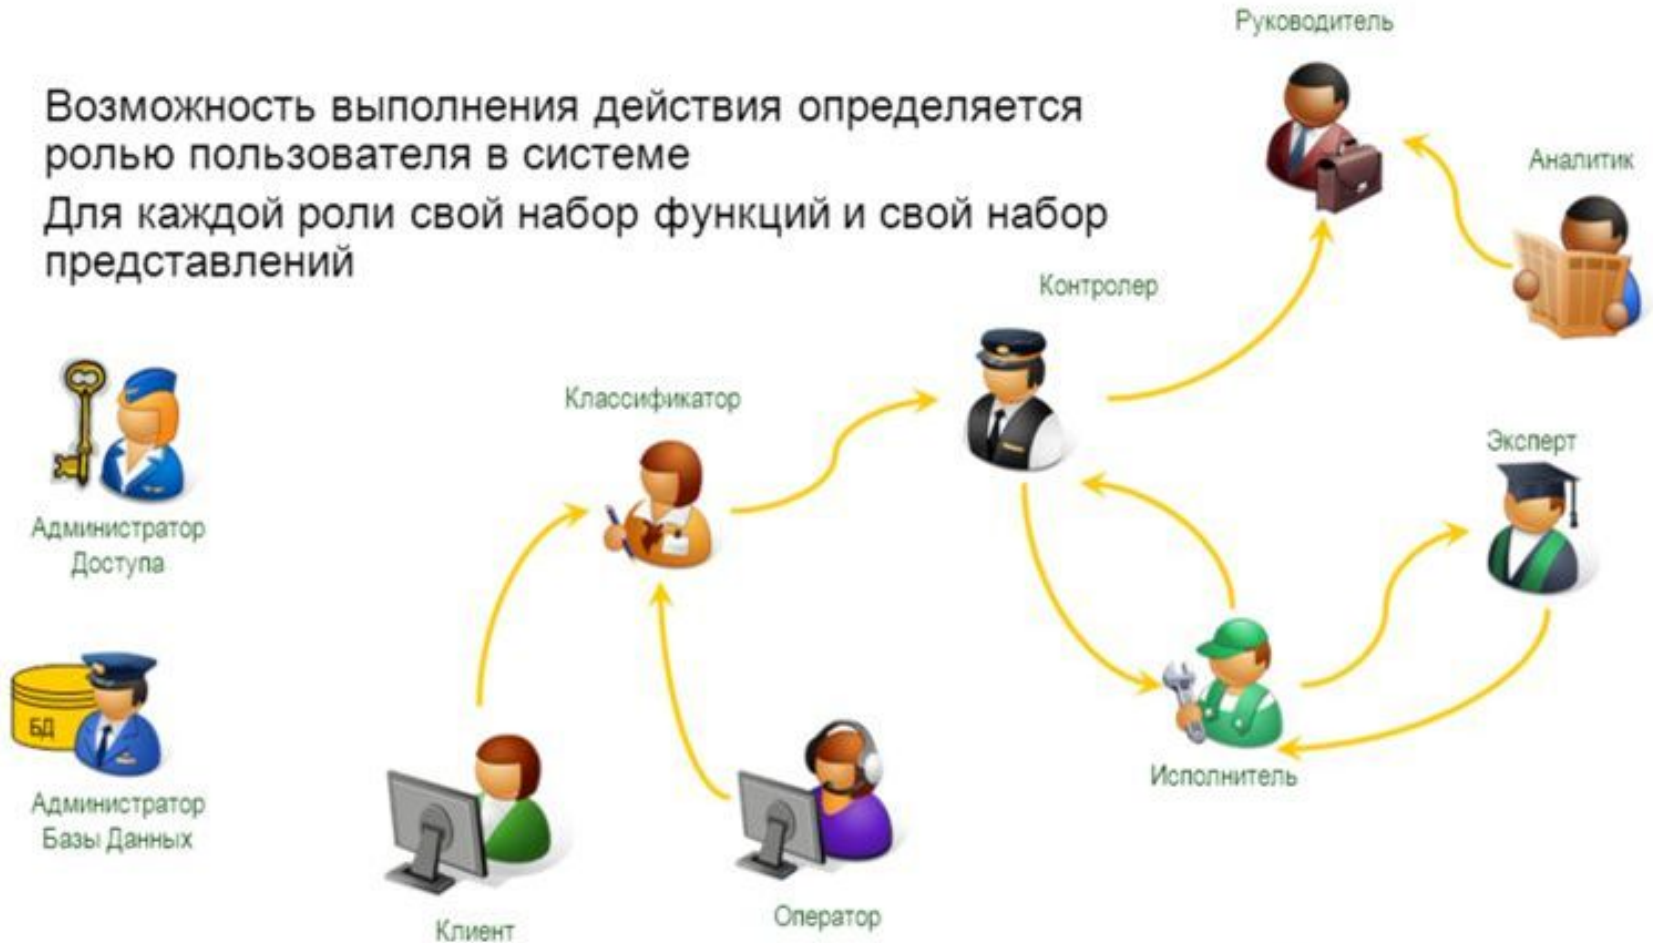 Руководитель
Возможность выполнения действия определяется
ролью пользователя в системе
Для каждой роли свой набор функций и свой набор
представлений
Аналитик
Контролер
Классификатор
Эксперт
Администратор
Доступа
БД
Администратор
Базы Данных
Исполнитель
Клиент
Оператор